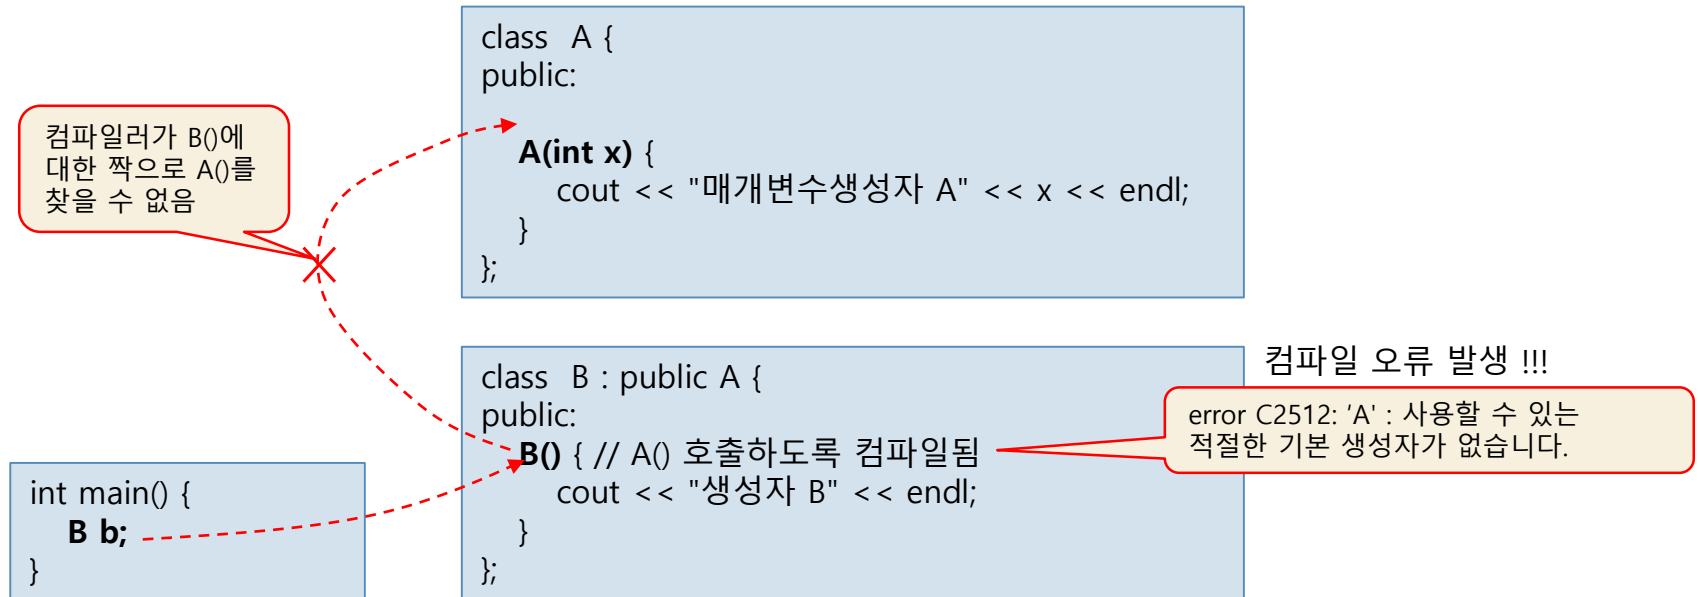 class  A {
public:
A(int x) {
cout << "매개변수생성자 A" << x << endl;
}
};
컴파일러가 B()에
대한 짝으로 A()를
찾을 수 없음
class  B : public A {
public:
B() { // A() 호출하도록 컴파일됨
cout << "생성자 B" << endl;
}
};
컴파일 오류 발생 !!!
error C2512: ‘A' : 사용할 수 있는
적절한 기본 생성자가 없습니다.
int main() {
B b;
}